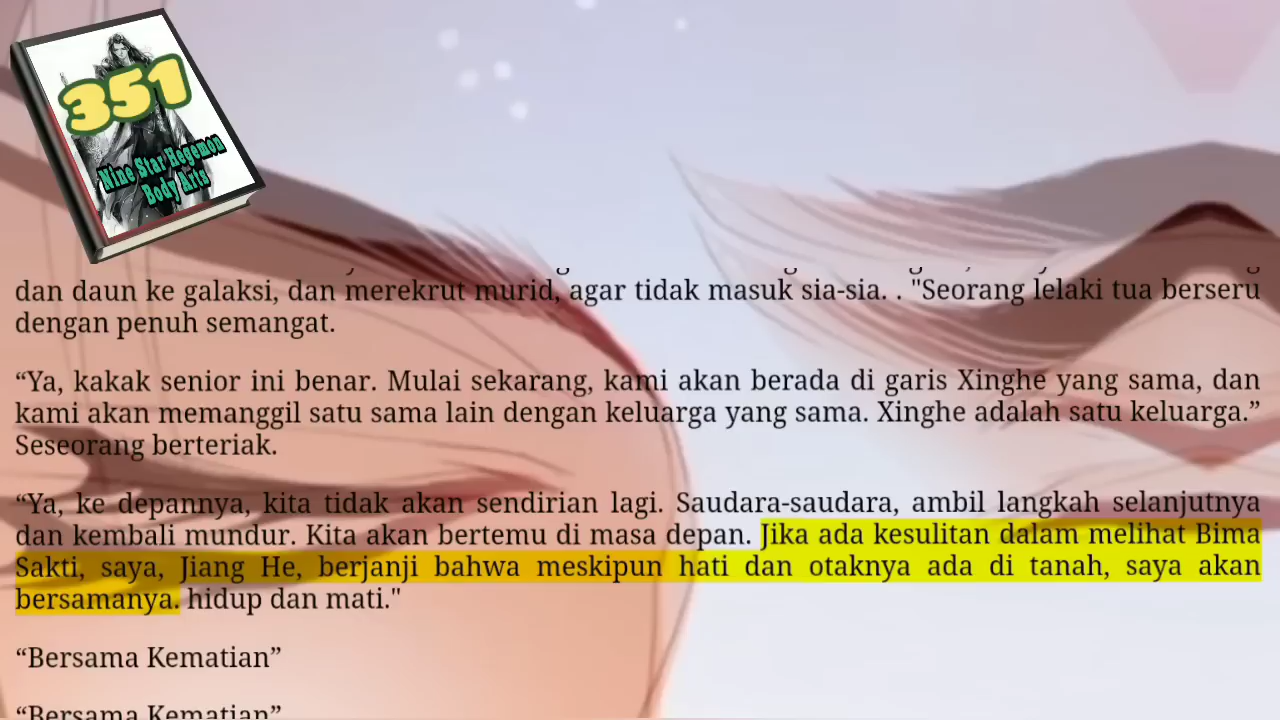 351
Nine Star Hegemon
Body Arts
dan daun ke galaksi, dan merekrut murid, agar tidak masuk sia-sia. . "Seorang lelaki tua berseru
dengan penuh semangat.
“Ya, kakak senior ini benar. Mulai sekarang, kami akan berada di garis Xinghe yang sama, dan
kami akan memanggil satu sama lain dengan keluarga yang sama. Xinghe adalah satu keluarga.”
Seseorang berteriak.
“Ya, ke depannya, kita tidak akan sendirian lagi. Saudara-saudara, ambil langkah selanjutnya
dan kembali mundur. Kita akan bertemu di masa depan. Jika ada kesulitan dalam melihat Bima
Sakti, saya, Jiang He, berjanji bahwa meskipun hati dan otaknya ada di tanah, saya akan
bersamanya. hidup dan mati."
“Bersama Kematian”
“Bersama Kematian”